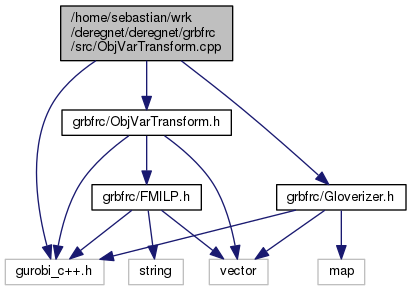 /home/sebastian/wrk
/deregnet/deregnet/grbfrc
/src/ObjVarTransform.cpp
grbfrc/ObjVarTransform.h
grbfrc/FMILP.h
grbfrc/Gloverizer.h
gurobi_c++.h
string
vector
map